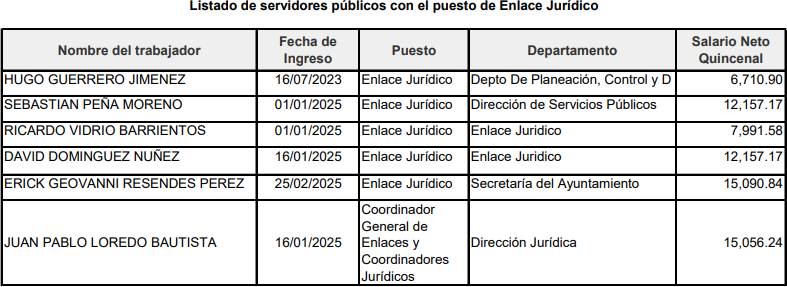 Listado de servidores públicos con el puesto de Enlace Jurídico
Nombre del trabajador Fecha de Ingreso Puesto Departamento Salario Neto Quincenal
HUGO GUERRERO JIMENEZ 16/07/2023 Enlace Jurídico Depto De Planeación, Control y D 6,710.90
SEBASTIAN PEÑA MORENO 01/01/2025 Enlace Jurídico Dirección de Servicios Públicos 12,157.17
RICARDO VIDRIO BARRIENTOS 01/01/2025 Enlace Jurídico Enlace Juridico 7,991.58
DAVID DOMINGUEZ NUÑEZ 16/01/2025 Enlace Jurídico Enlace Juridico 12,157.17
ERICK GEOVANNI RESENDES PEREZ 25/02/2025 Enlace Jurídico Secretaría del Ayuntamiento 15,090.84
JUAN PABLO LOREDO BAUTISTA 16/01/2025 Coordinador General de Enlaces y Coordinadores Jurídicos Dirección Jurídica 15,056.24